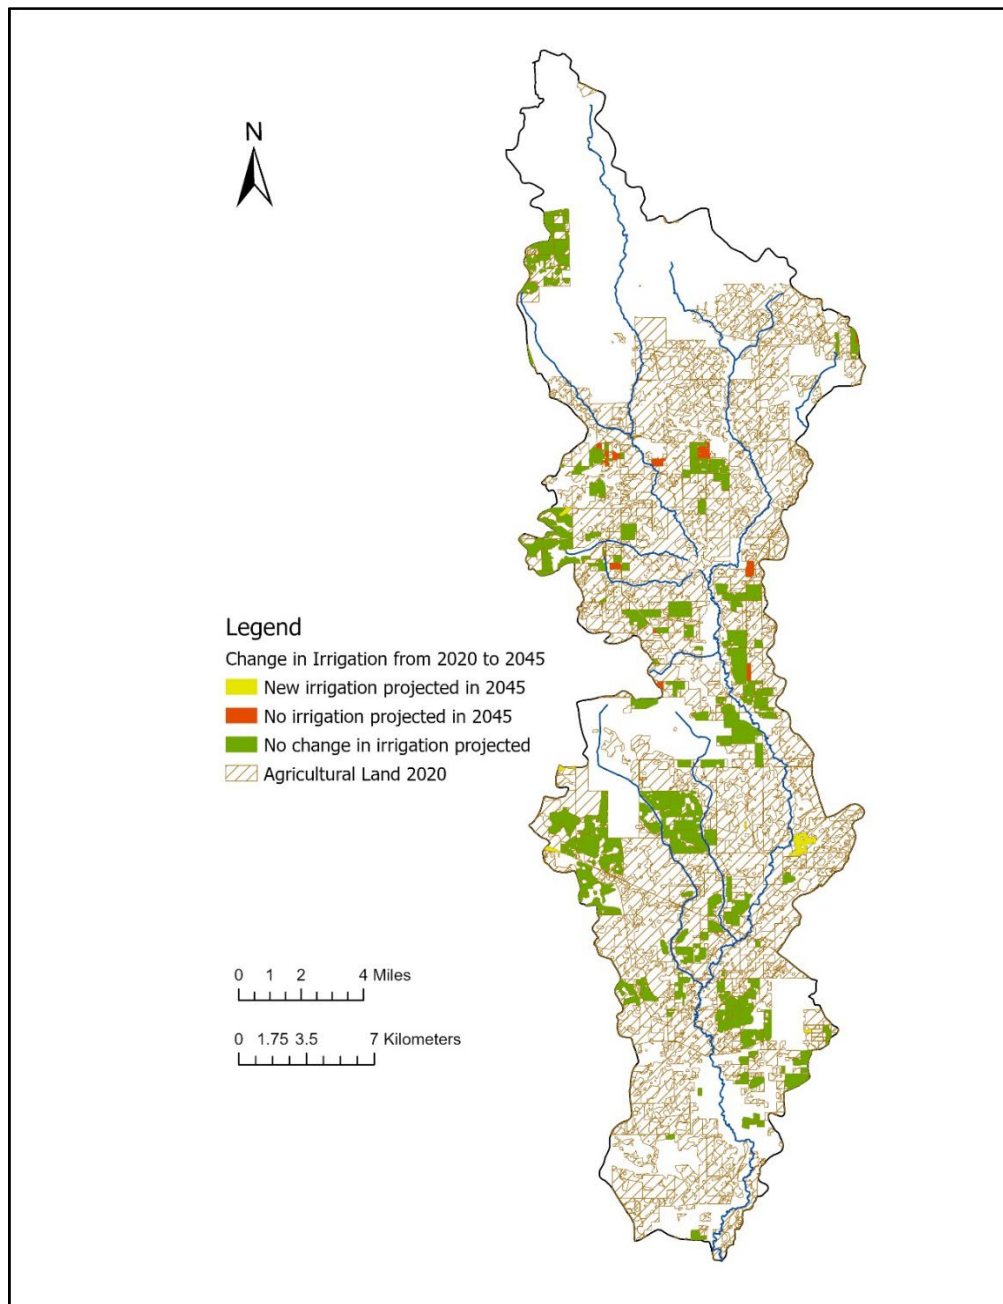 N
Legend
Change in Irrigation from 2020 to 2045
New irrigation projected in 2045
No irrigation projected in 2045
No change in irrigation projected
Agricultural Land 2020
0 1 2 4 Miles
0 1.75 3.5 7 Kilometers